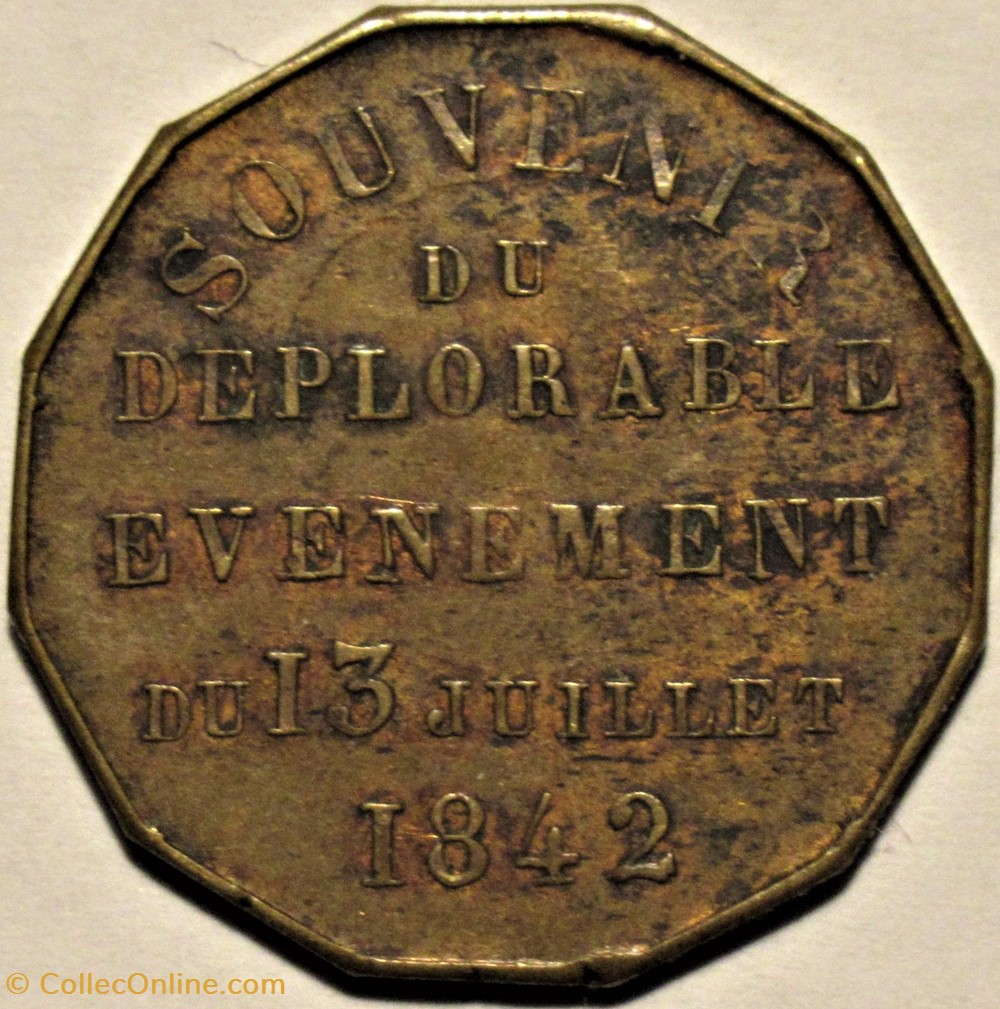 SOUVENIR
DU
DEPLORABLE
EVENEMENT
DU 13 JUILLET
1842
© CollecOnline.com